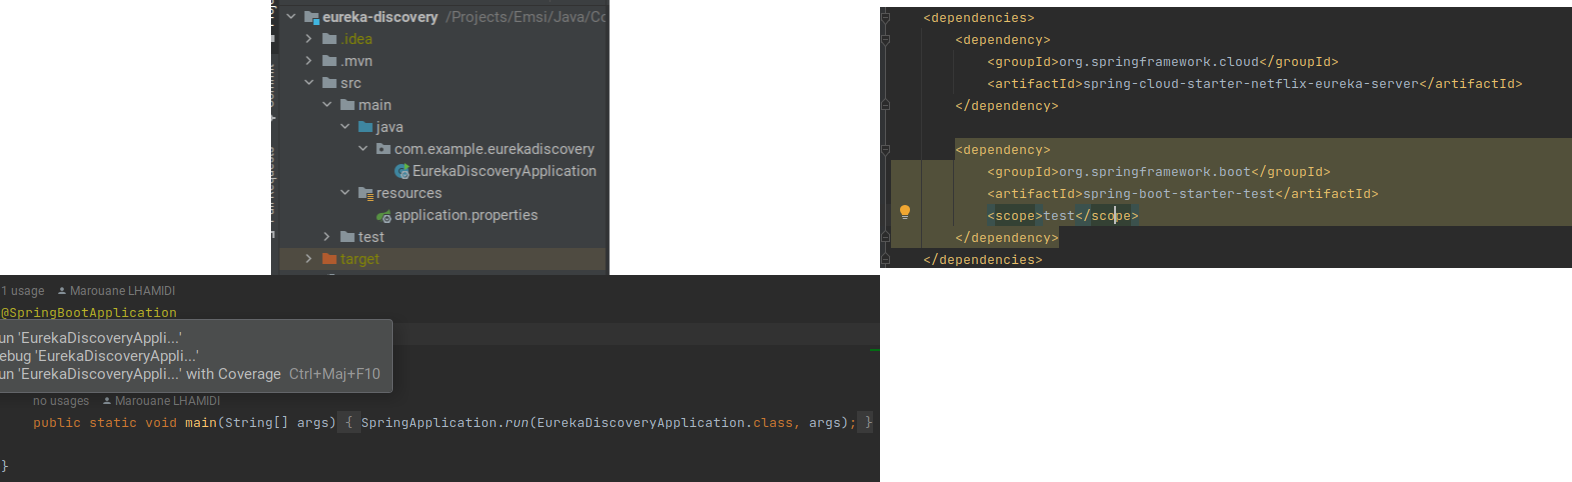 eureka-discovery /Projects/Emsi/Java/Co
.idea
.mvn
src
main
java
com.example.eurekadiscovery
EurekaDiscoveryApplication
resources
application.properties
test
target
<dependencies>
<dependency>
<groupId>org.springframework.cloud</groupId>
<artifactId>spring-cloud-starter-netflix-eureka-server</artifactId>
</dependency>
<dependency>
<groupId>org.springframework.boot</groupId>
<artifactId>spring-boot-starter-test</artifactId>
<scope>test</scope>
</dependency>
</dependencies>
1 usage Marouane LHAMIDI
@SpringBootApplication
un 'EurekaDiscoveryAppli...'
ebug 'EurekaDiscoveryAppli...'
un 'EurekaDiscoveryAppli...' with Coverage Ctrl+Maj+F10
no usages Marouane LHAMIDI
public static void main(String[] args) { SpringApplication.run(EurekaDiscoveryApplication.class, args); }
}